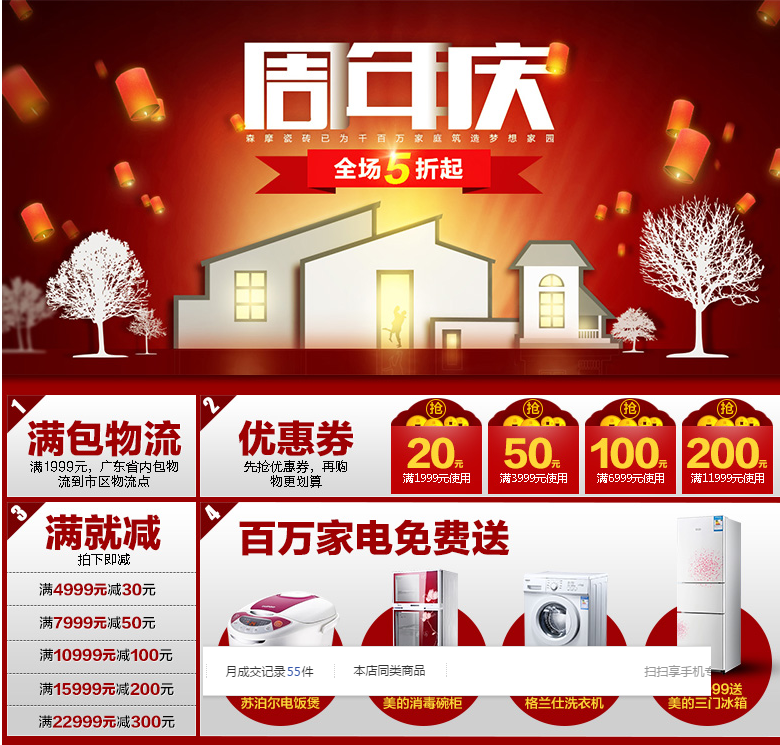 周年庆
森摩瓷砖已为千百万家庭筑造梦想家园
全场5折起
1
满包物流
满1999元，广东省内包物
流到市区物流点
2
优惠券
先抢优惠券，再购
物更划算
抢
20元
满1999元使用
抢
50元
满3999元使用
抢
100元
满6999元使用
抢
200元
满11999元使用
3
满就减
拍下即减
满4999元减30元
满7999元减50元
满10999元减100元
满15999元减200元
满22999元减300元
4
百万家电免费送
月成交记录55件
本店同类商品
扫扫享手机专
99送
苏泊尔电饭煲
美的消毒碗柜
格兰仕洗衣机
美的三门冰箱